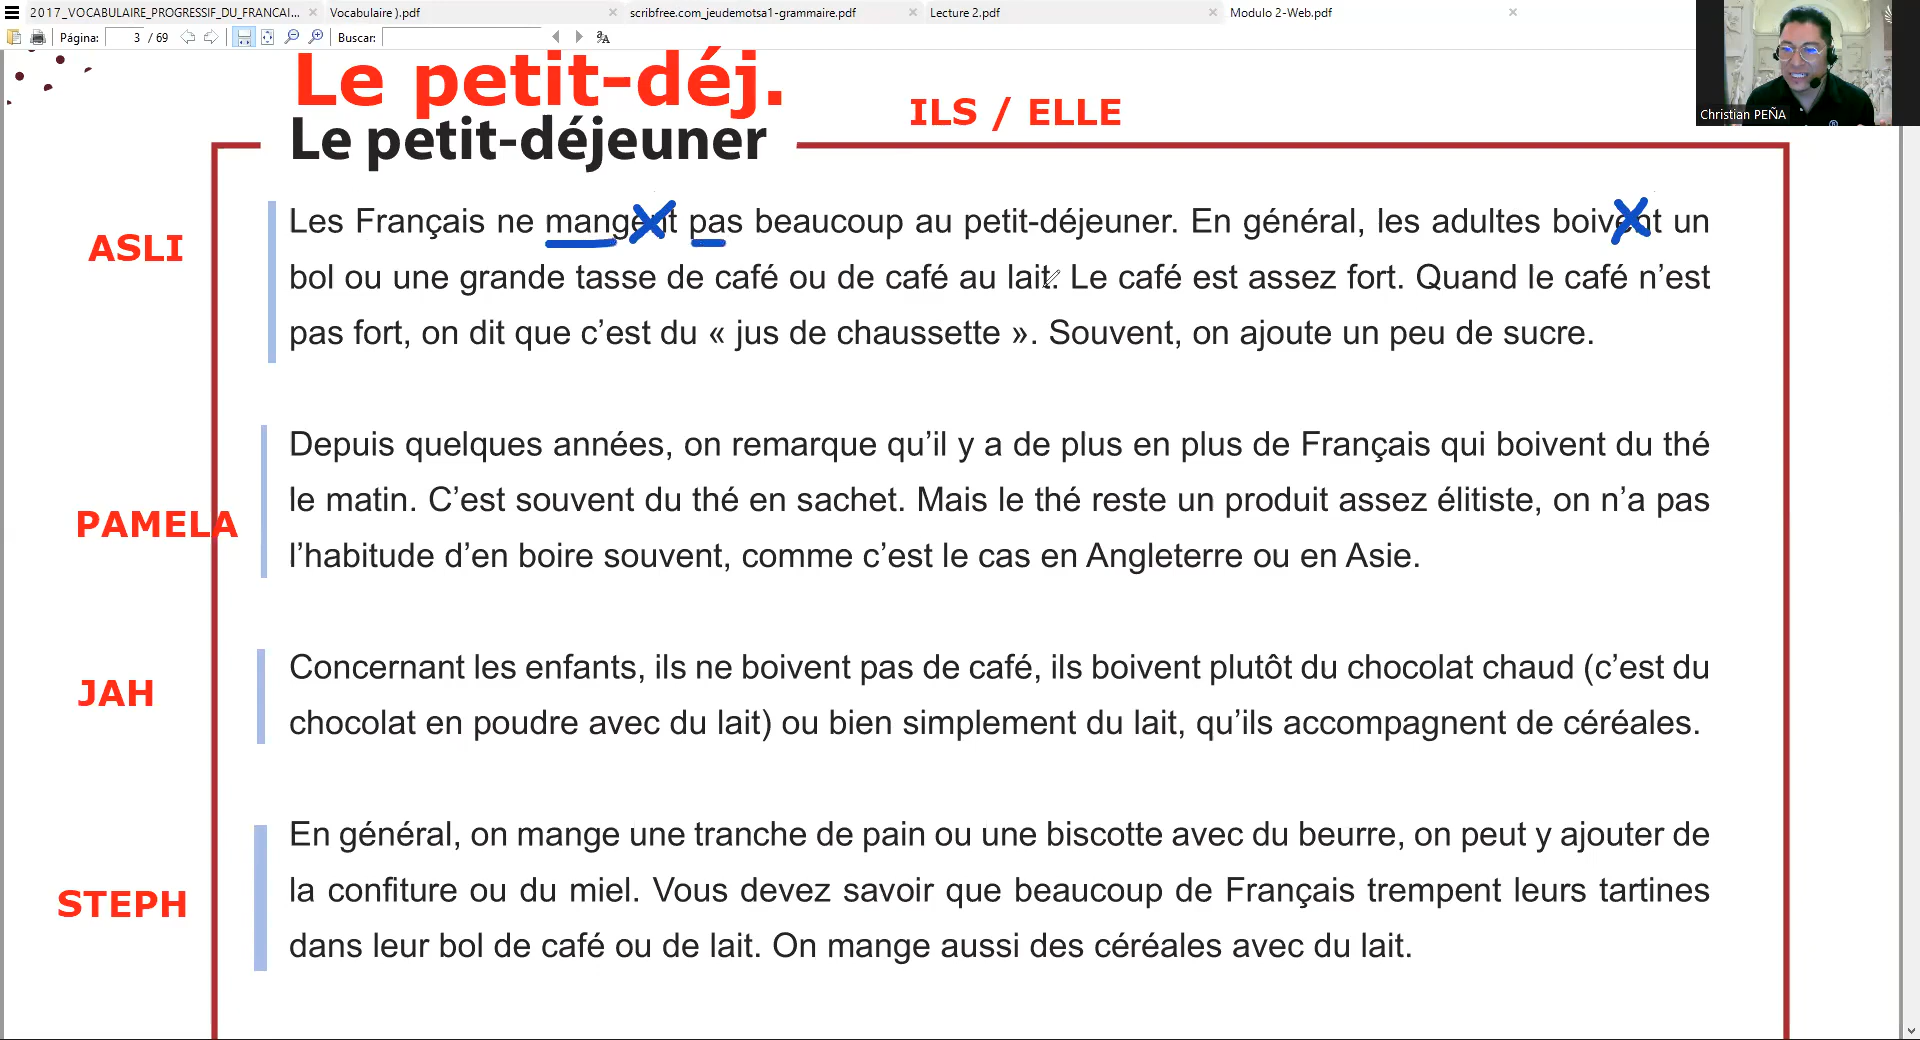 2017_VOCABULAIRE_PROGRESSIF_DU_FRANCAI... Vocabulaire ).pdf scribfree.com_jeudemotsa1-grammaire.pdf Lecture 2.pdf Modulo 2-Web.pdf
Página: 3 / 69 Buscar:
Christian PEÑA
Le petit-déj.
ILS / ELLE
Le petit-déjeuner
ASLI
Les Français ne mangent pas beaucoup au petit-déjeuner. En général, les adultes boivent un
bol ou une grande tasse de café ou de café au lait. Le café est assez fort. Quand le café n’est
pas fort, on dit que c’est du « jus de chaussette ». Souvent, on ajoute un peu de sucre.
PAMELA
Depuis quelques années, on remarque qu’il y a de plus en plus de Français qui boivent du thé
le matin. C’est souvent du thé en sachet. Mais le thé reste un produit assez élitiste, on n’a pas
l’habitude d’en boire souvent, comme c’est le cas en Angleterre ou en Asie.
JAH
Concernant les enfants, ils ne boivent pas de café, ils boivent plutôt du chocolat chaud (c’est du
chocolat en poudre avec du lait) ou bien simplement du lait, qu’ils accompagnent de céréales.
STEPH
En général, on mange une tranche de pain ou une biscotte avec du beurre, on peut y ajouter de
la confiture ou du miel. Vous devez savoir que beaucoup de Français trempent leurs tartines
dans leur bol de café ou de lait. On mange aussi des céréales avec du lait.